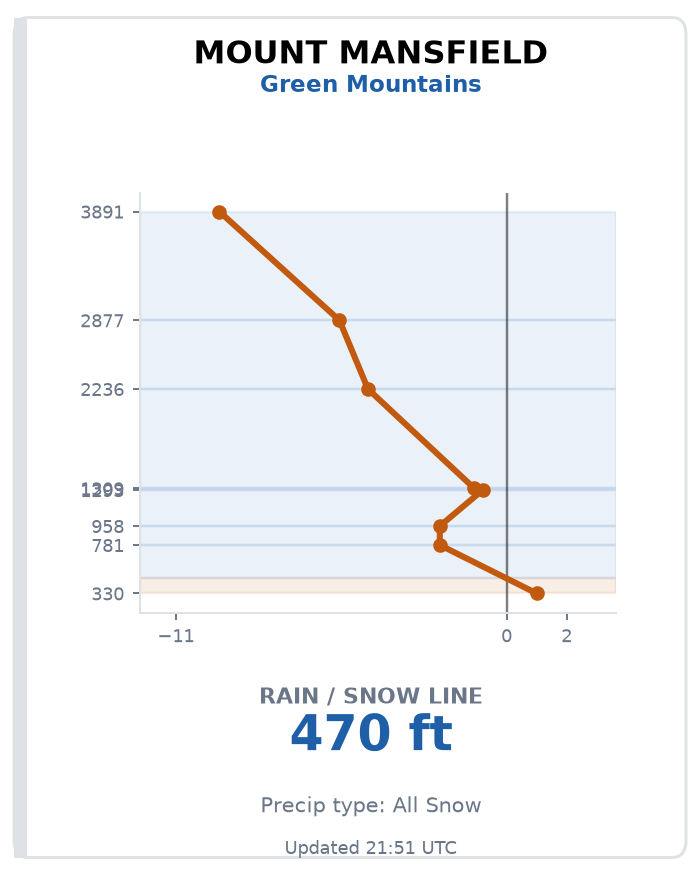 MOUNT MANSFIELD
Green Mountains
3891
2877
2236
958
781
330
−11 0 2
RAIN / SNOW LINE
470 ft
Precip type: All Snow
Updated 21:51 UTC